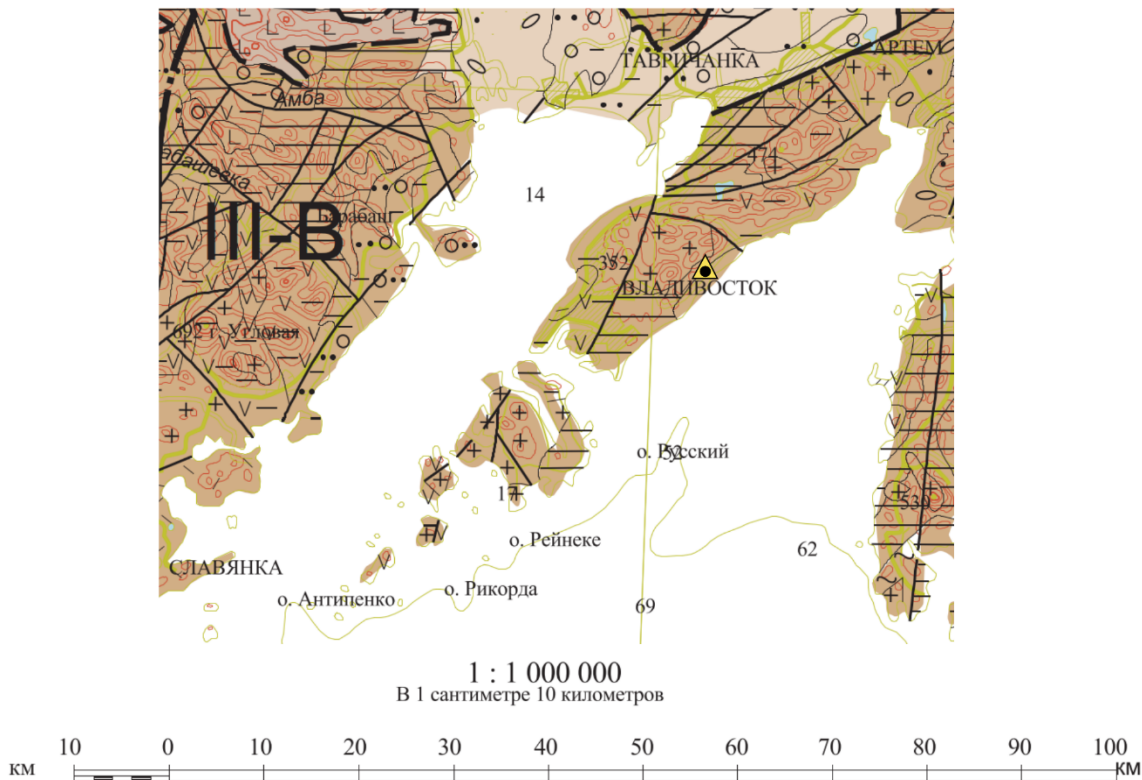 ТАВРИЧАНКА
АРТЕМ
Амба
474
14
Барабаш
III-В
352
ВЛАДИВОСТОК
692 г. Угловая
о. Русский
52
17
530
о. Рейнеке
62
СЛАВЯНКА
о. Рикорда
о. Антипенко
69
1 : 1 000 000
В 1 сантиметре 10 километров
10 0 10 20 30 40 50 60 70 80 90 100
км км